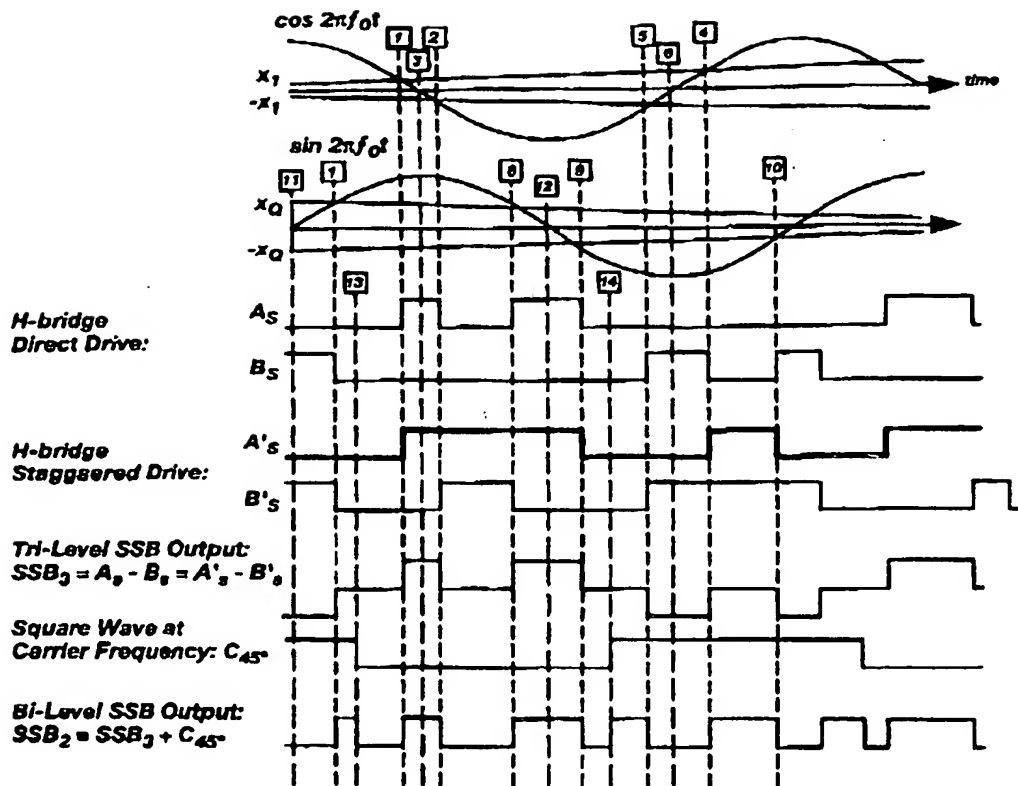 cos 2πf₀t
1 2 5 4
3 6
x₁
-x₁
time
sin 2πf₀t
11 1 8 12 9 10
x_Q
-x_Q
13 14
H-bridge
Direct Drive:
A_S
B_S
H-bridge
Staggsered Drive:
A'_S
B'_S
Tri-Level SSB Output:
SSB₃ = A_s - B_s = A'_s - B'_s
Square Wave at
Carrier Frequency: C₄₅°
Bi-Level SSB Output:
SSB₂ = SSB₃ + C₄₅°